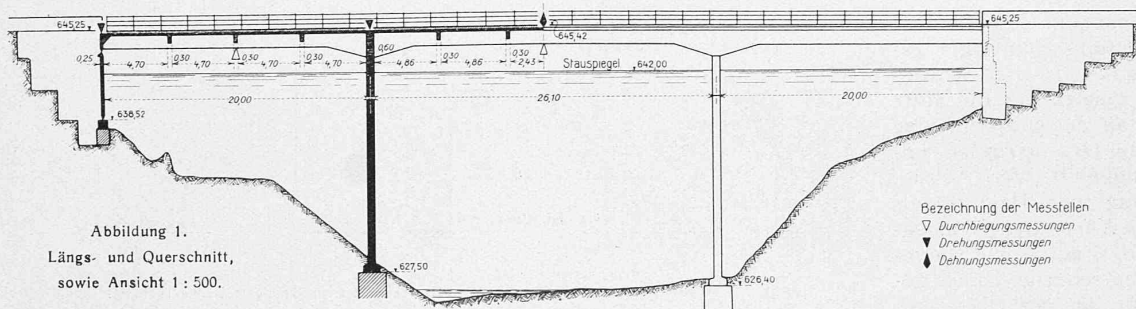 645,25
645,25
645,42
0,25
4,70
0,30
4,70
0,50
4,70
0,30
4,70
0,60
4,86
0,30
4,86
0,30
2,43
Stauspiegel 642,00
20,00
26,10
20,00
638,52
627,50
626,40
Abbildung 1.
Längs- und Querschnitt,
sowie Ansicht 1 : 500.
Bezeichnung der Messtellen
Durchbiegungsmessungen
Drehungsmessungen
Dehnungsmessungen